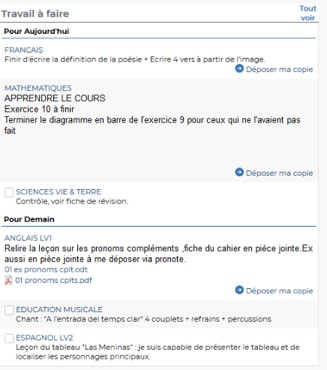 Travail à faire
Tout voir
Pour Aujourd'hui
FRANCAIS
Finir d'écrire la définition de la poésie + Ecrire 4 vers à partir de l'image.
Déposer ma copie
MATHEMATIQUES
APPRENDRE LE COURS
Exercice 10 à finir
Terminer le diagramme en barre de l'exercice 9 pour ceux qui ne l'avaient pas
fait
Déposer ma copie
SCIENCES VIE & TERRE
Contrôle, voir fiche de révision.
Pour Demain
ANGLAIS LV1
Relire la leçon sur les pronoms compléments ,fiche du cahier en pièce jointe.Ex
aussi en pièce jointe à me déposer via pronote.
01 ex pronoms cplt.odt
01 pronoms cplts.pdf
Déposer ma copie
EDUCATION MUSICALE
Chant : "A l'entrada del temps clar" 4 couplets + refrains + percussions
ESPAGNOL LV2
Leçon du tableau "Las Meninas" : je suis capable de présenter le tableau et de
localiser les personnages principaux.